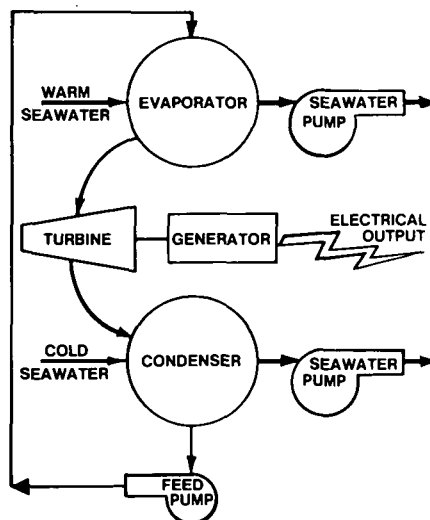 WARM
SEAWATER
EVAPORATOR
SEAWATER
PUMP
TURBINE
GENERATOR
ELECTRICAL
OUTPUT
COLD
SEAWATER
CONDENSER
SEAWATER
PUMP
FEED
PUMP